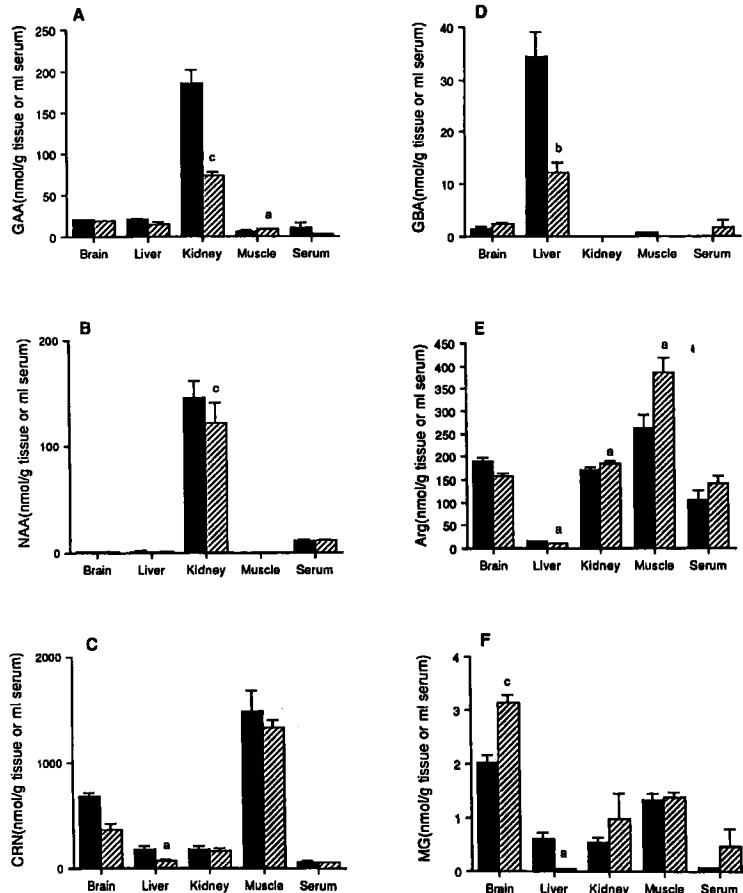 A
GAA(nmol/g tissue or ml serum)
250
200
150
100
50
0
c
a
Brain Liver Kidney Muscle Serum
D
GBA(nmol/g tissue or ml serum)
40
30
20
10
0
b
Brain Liver Kidney Muscle Serum
B
NAA(nmol/g tissue or ml serum)
200
100
0
c
Brain Liver Kidney Muscle Serum
E
Arg(nmol/g tissue or ml serum)
450
400
350
300
250
200
150
100
50
0
a
a
a
Brain Liver Kidney Muscle Serum
C
CRN(nmol/g tissue or ml serum)
2000
1000
0
a
Brain Liver Kidney Muscle Serum
F
MG(nmol/g tissue or ml serum)
4
3
2
1
0
c
a
Brain Liver Kidney Muscle Serum